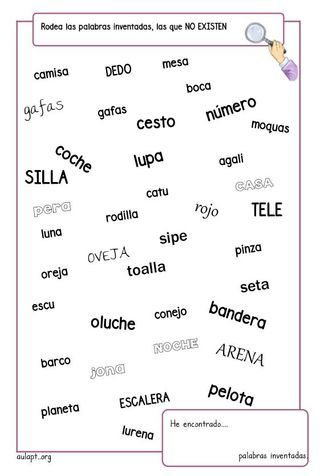 Rodea las palabras inventadas, las que NO EXISTEN
camisa DEDO mesa
gafas gafas boca
cesto número moquas
coche lupa agali
SILLA catu CASA
pera rodilla rojo TELE
luna OVEJA sipe pinza
oreja toalla seta
escu oluche conejo bandera
barco jona NOCHE ARENA
planeta ESCALERA pelota
lurena
He encontrado....
palabras inventadas.
aulapt.org